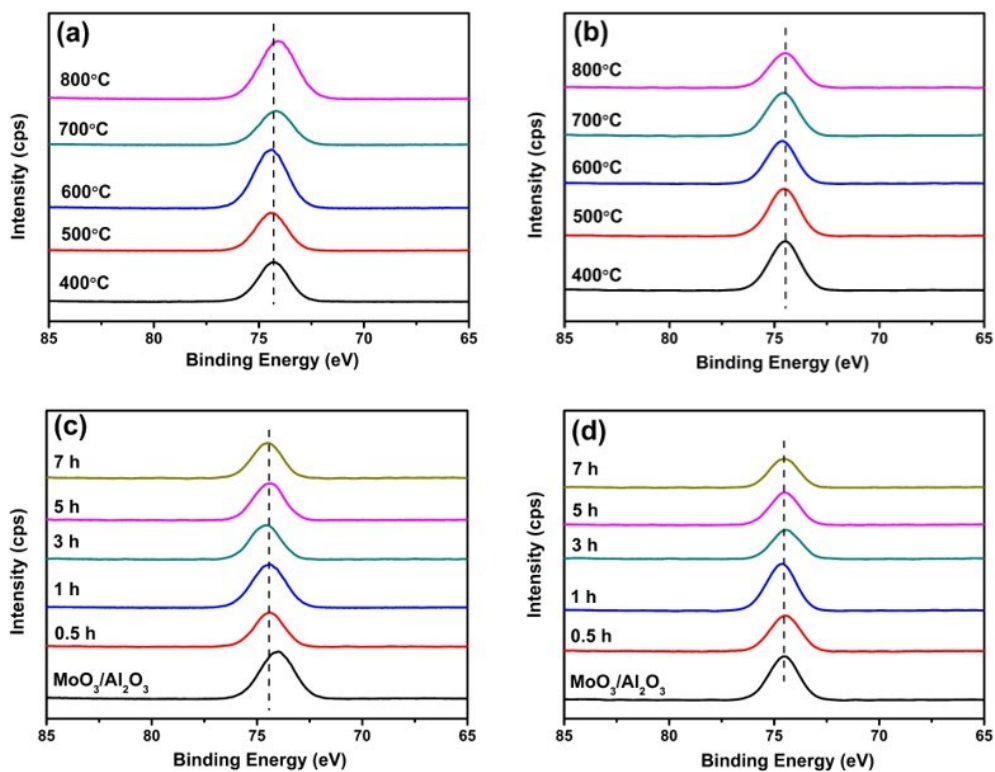 (a)
800°C
700°C
600°C
500°C
400°C
Intensity (cps)
85 80 75 70 65
Binding Energy (eV)
(b)
800°C
700°C
600°C
500°C
400°C
Intensity (cps)
85 80 75 70 65
Binding Energy (eV)
(c)
7 h
5 h
3 h
1 h
0.5 h
MoO₃/Al₂O₃
Intensity (cps)
85 80 75 70 65
Binding Energy (eV)
(d)
7 h
5 h
3 h
1 h
0.5 h
MoO₃/Al₂O₃
Intensity (cps)
85 80 75 70 65
Binding Energy (eV)